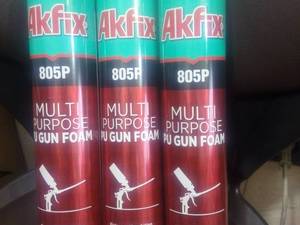 Akfix Akfix Akfix
805P 805P 805P
MULTI MULTI MULTI
PURPOSE PURPOSE PURPOSE
PU GUN FOAM PU GUN FOAM PU GUN FOAM